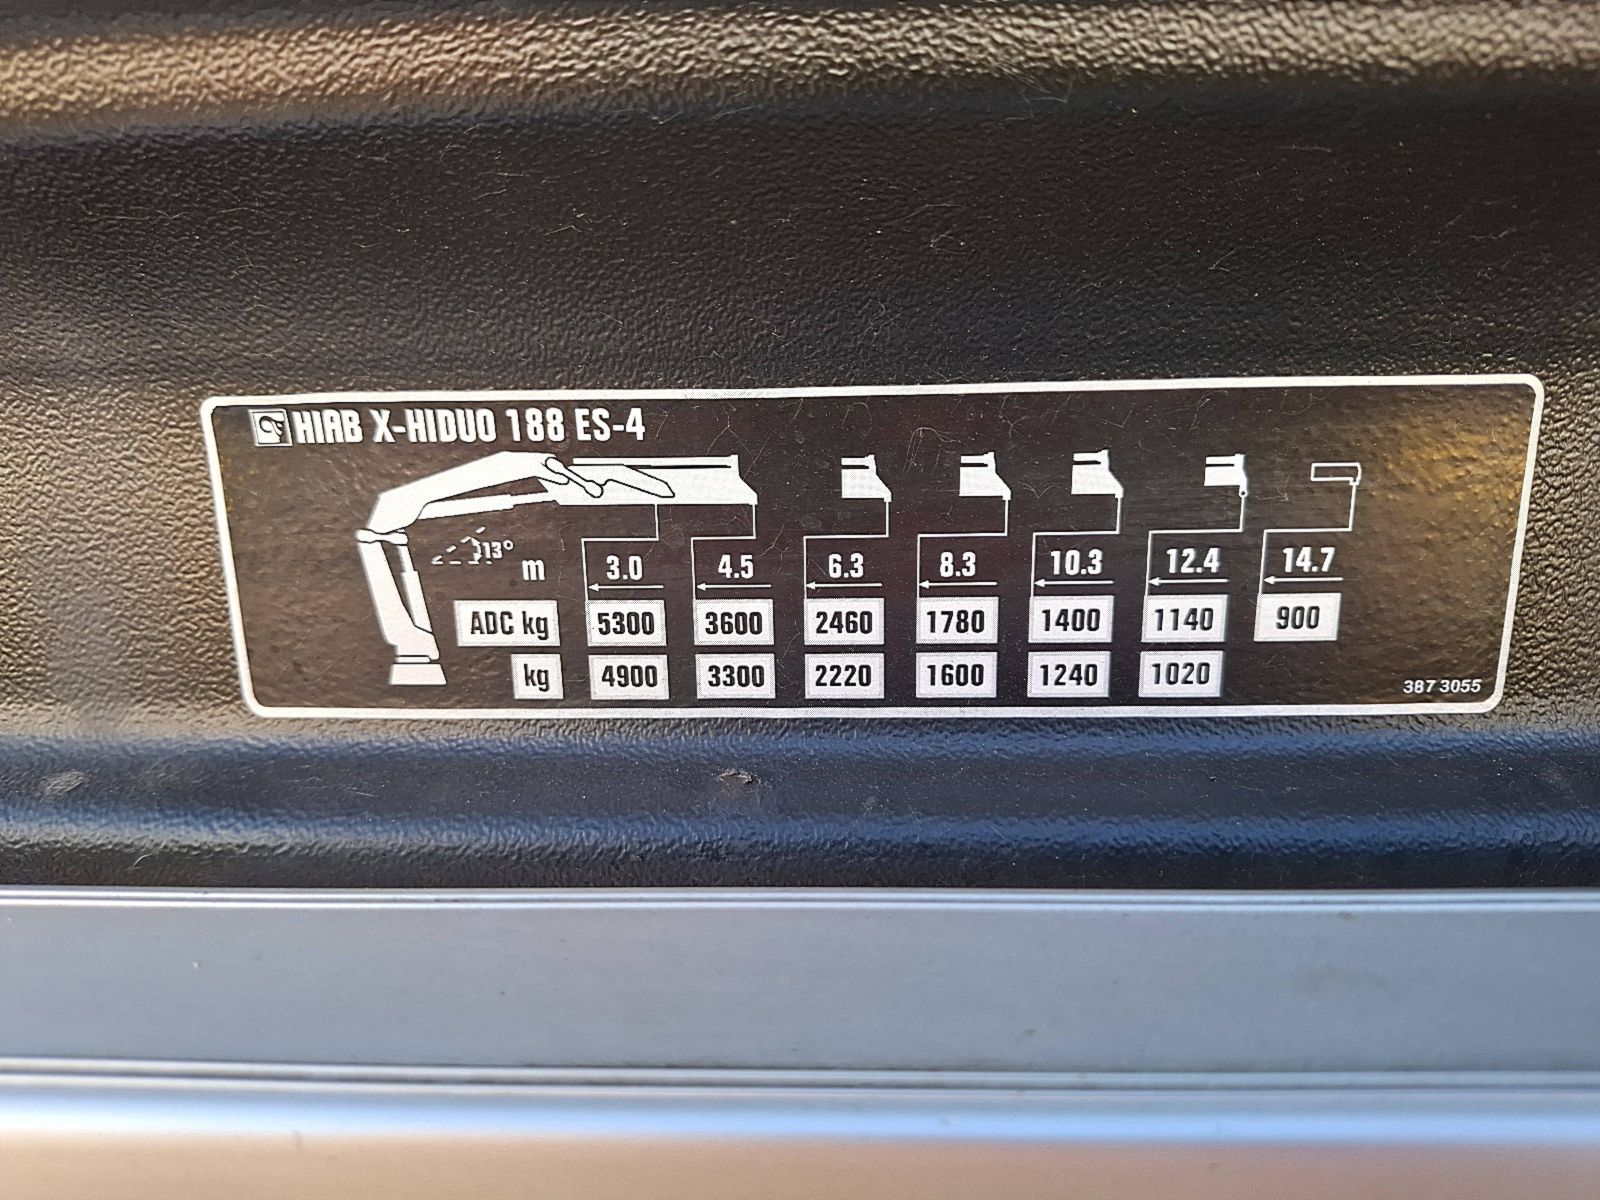 HIAB X-HIDUO 188 ES-4
13°
m 3.0 4.5 6.3 8.3 10.3 12.4 14.7
ADC kg 5300 3600 2460 1780 1400 1140 900
kg 4900 3300 2220 1600 1240 1020
387 3055